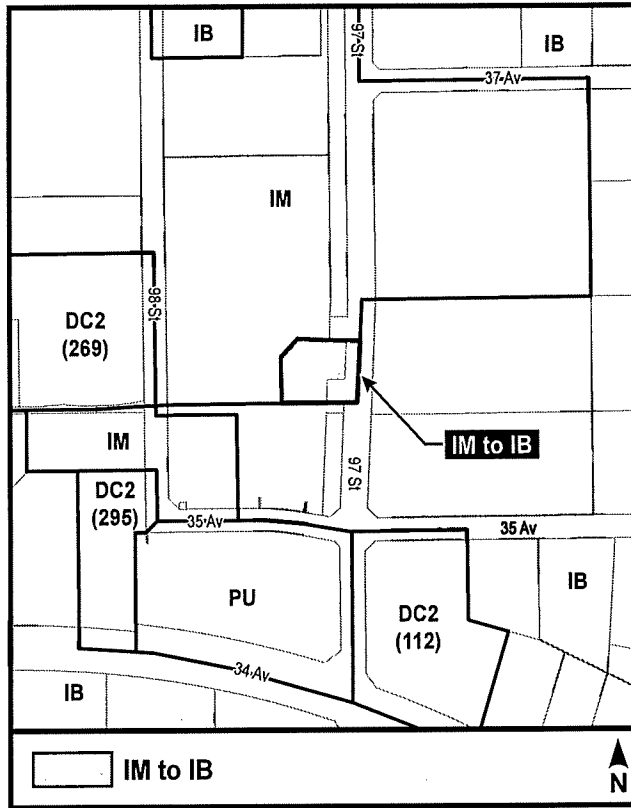 IB
97 St
IB
37 Av
IM
98 St
DC2
(269)
IM to IB
IM
97 St
DC2
(295)
35 Av
35 Av
PU
DC2
(112)
IB
34 Av
IB
IM to IB
N